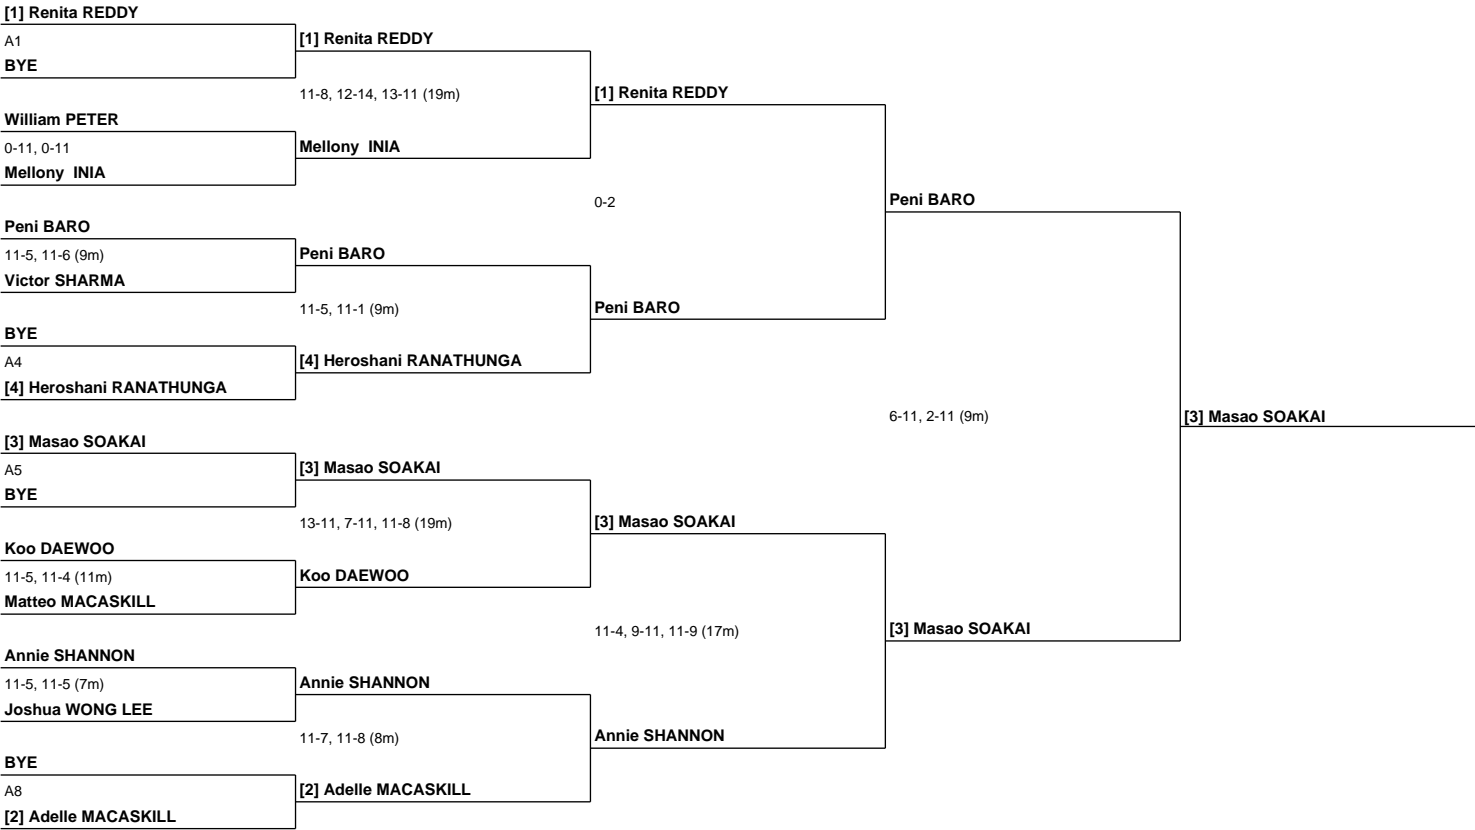 [1] Renita REDDY
A1
BYE
William PETER
0-11, 0-11
Mellony  INIA
Peni BARO
11-5, 11-6 (9m)
Victor SHARMA
BYE
A4
[4] Heroshani RANATHUNGA
[3] Masao SOAKAI
A5
BYE
Koo DAEWOO
11-5, 11-4 (11m)
Matteo MACASKILL
Annie SHANNON
11-5, 11-5 (7m)
Joshua WONG LEE
BYE
A8
[2] Adelle MACASKILL
[1] Renita REDDY
11-8, 12-14, 13-11 (19m)
Mellony  INIA
Peni BARO
11-5, 11-1 (9m)
[4] Heroshani RANATHUNGA
[3] Masao SOAKAI
13-11, 7-11, 11-8 (19m)
Koo DAEWOO
Annie SHANNON
11-7, 11-8 (8m)
[2] Adelle MACASKILL
[1] Renita REDDY
0-2
Peni BARO
[3] Masao SOAKAI
11-4, 9-11, 11-9 (17m)
Annie SHANNON
Peni BARO
6-11, 2-11 (9m)
[3] Masao SOAKAI
[3] Masao SOAKAI